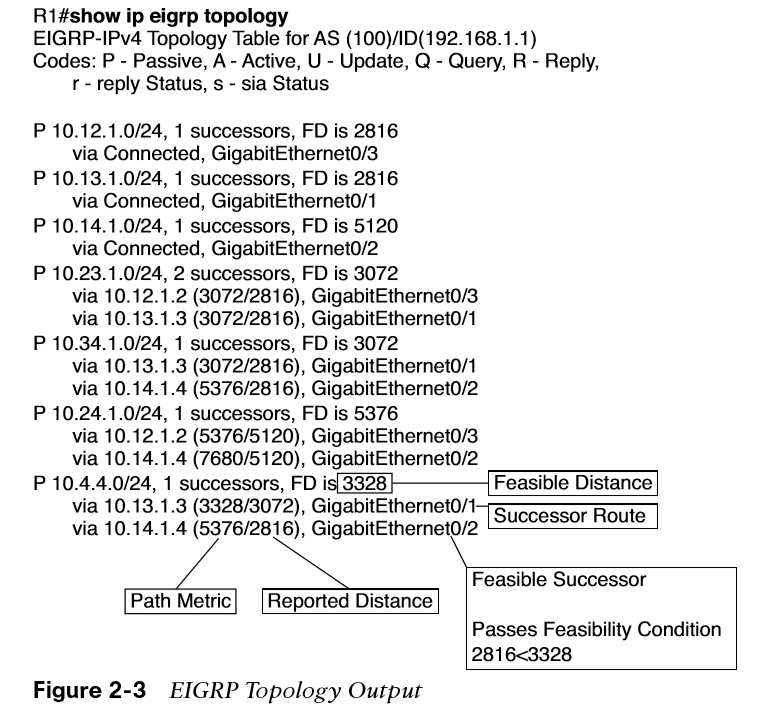 R1#show ip eigrp topology
EIGRP-IPv4 Topology Table for AS (100)/ID(192.168.1.1)
Codes: P - Passive, A - Active, U - Update, Q - Query, R - Reply,
r - reply Status, s - sia Status
P 10.12.1.0/24, 1 successors, FD is 2816
via Connected, GigabitEthernet0/3
P 10.13.1.0/24, 1 successors, FD is 2816
via Connected, GigabitEthernet0/1
P 10.14.1.0/24, 1 successors, FD is 5120
via Connected, GigabitEthernet0/2
P 10.23.1.0/24, 2 successors, FD is 3072
via 10.12.1.2 (3072/2816), GigabitEthernet0/3
via 10.13.1.3 (3072/2816), GigabitEthernet0/1
P 10.34.1.0/24, 1 successors, FD is 3072
via 10.13.1.3 (3072/2816), GigabitEthernet0/1
via 10.14.1.4 (5376/2816), GigabitEthernet0/2
P 10.24.1.0/24, 1 successors, FD is 5376
via 10.12.1.2 (5376/5120), GigabitEthernet0/3
via 10.14.1.4 (7680/5120), GigabitEthernet0/2
P 10.4.4.0/24, 1 successors, FD is 3328
Feasible Distance
via 10.13.1.3 (3328/3072), GigabitEthernet0/1
Successor Route
via 10.14.1.4 (5376/2816), GigabitEthernet0/2
Path Metric
Reported Distance
Feasible Successor
Passes Feasibility Condition
2816<3328
Figure 2-3 EIGRP Topology Output